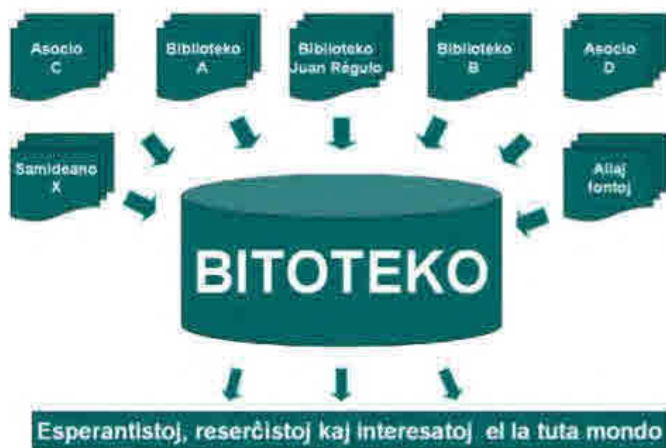 Asocio
C
Biblioteko
A
Biblioteko
Juan Régulo
Biblioteko
B
Asocio
D
Samideano
X
Aliaj
fontoj
BITOTEKO
Esperantistoj, reserĉistoj kaj interesatoj el la tuta mondo